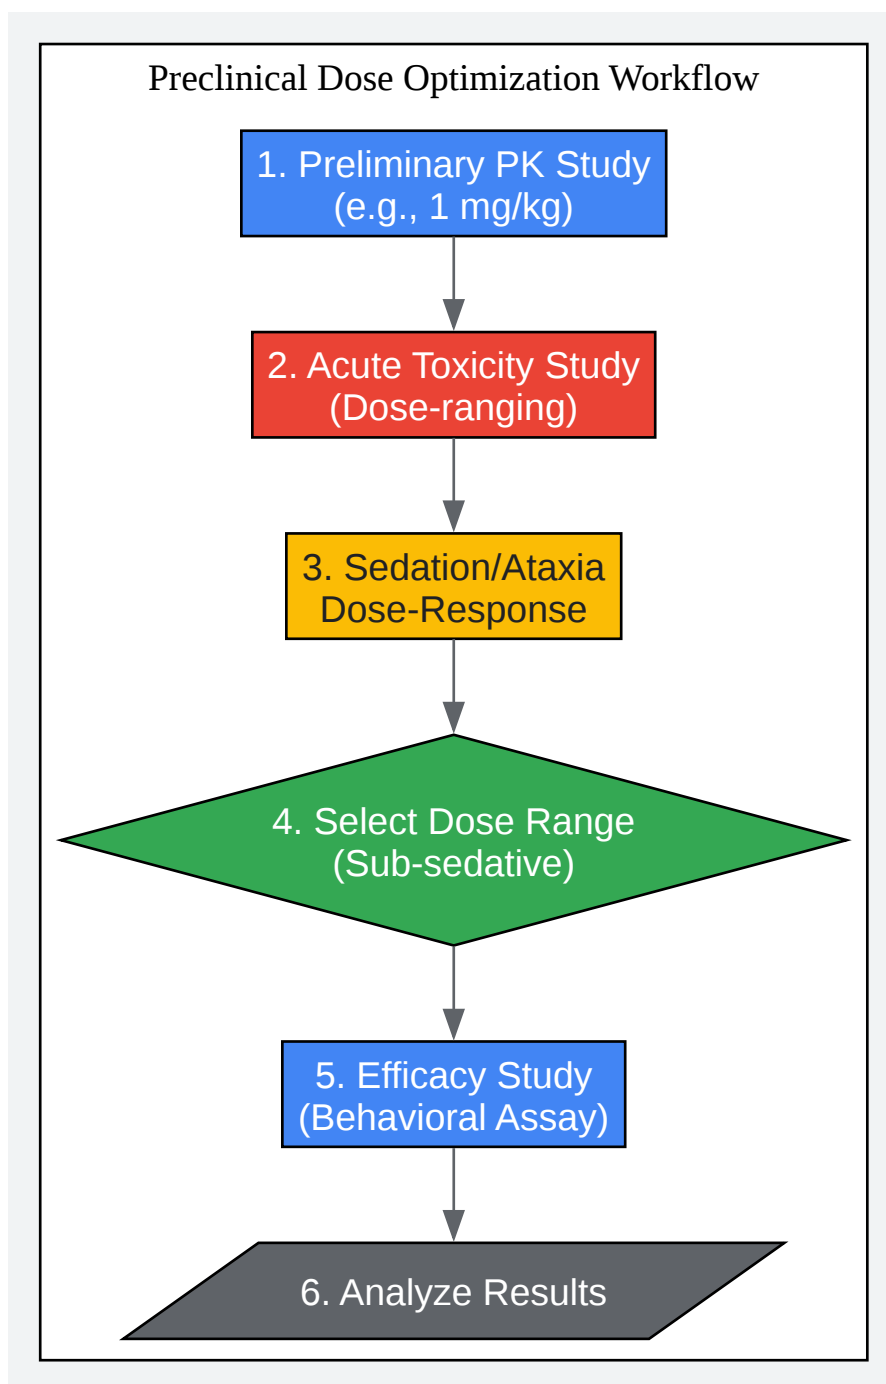 Preclinical Dose Optimization Workflow
1. Preliminary PK Study
(e.g., 1 mg/kg)
2. Acute Toxicity Study
(Dose-ranging)
3. Sedation/Ataxia
Dose-Response
4. Select Dose Range
(Sub-sedative)
5. Efficacy Study
(Behavioral Assay)
6. Analyze Results